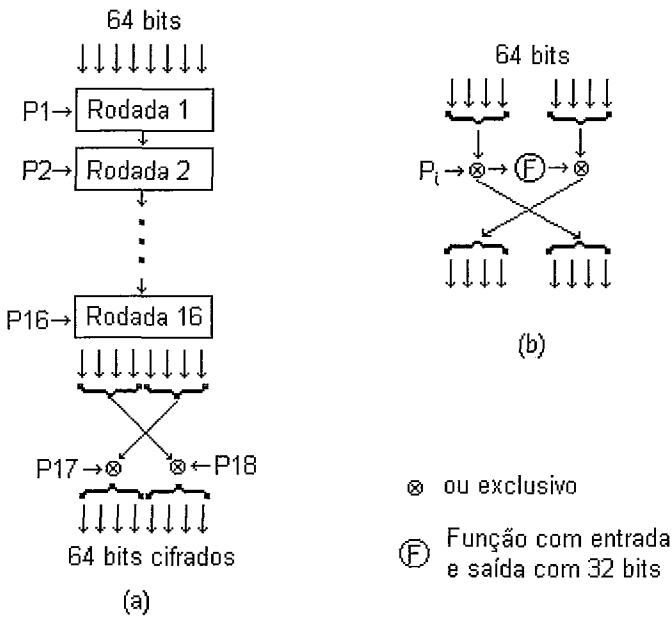 64 bits
P1→ Rodada 1
P2→ Rodada 2
P16→ Rodada 16
P17→ ←P18
64 bits cifrados
(a)
64 bits
Pi → F →
(b)
⊗ ou exclusivo
F Função com entrada
e saída com 32 bits